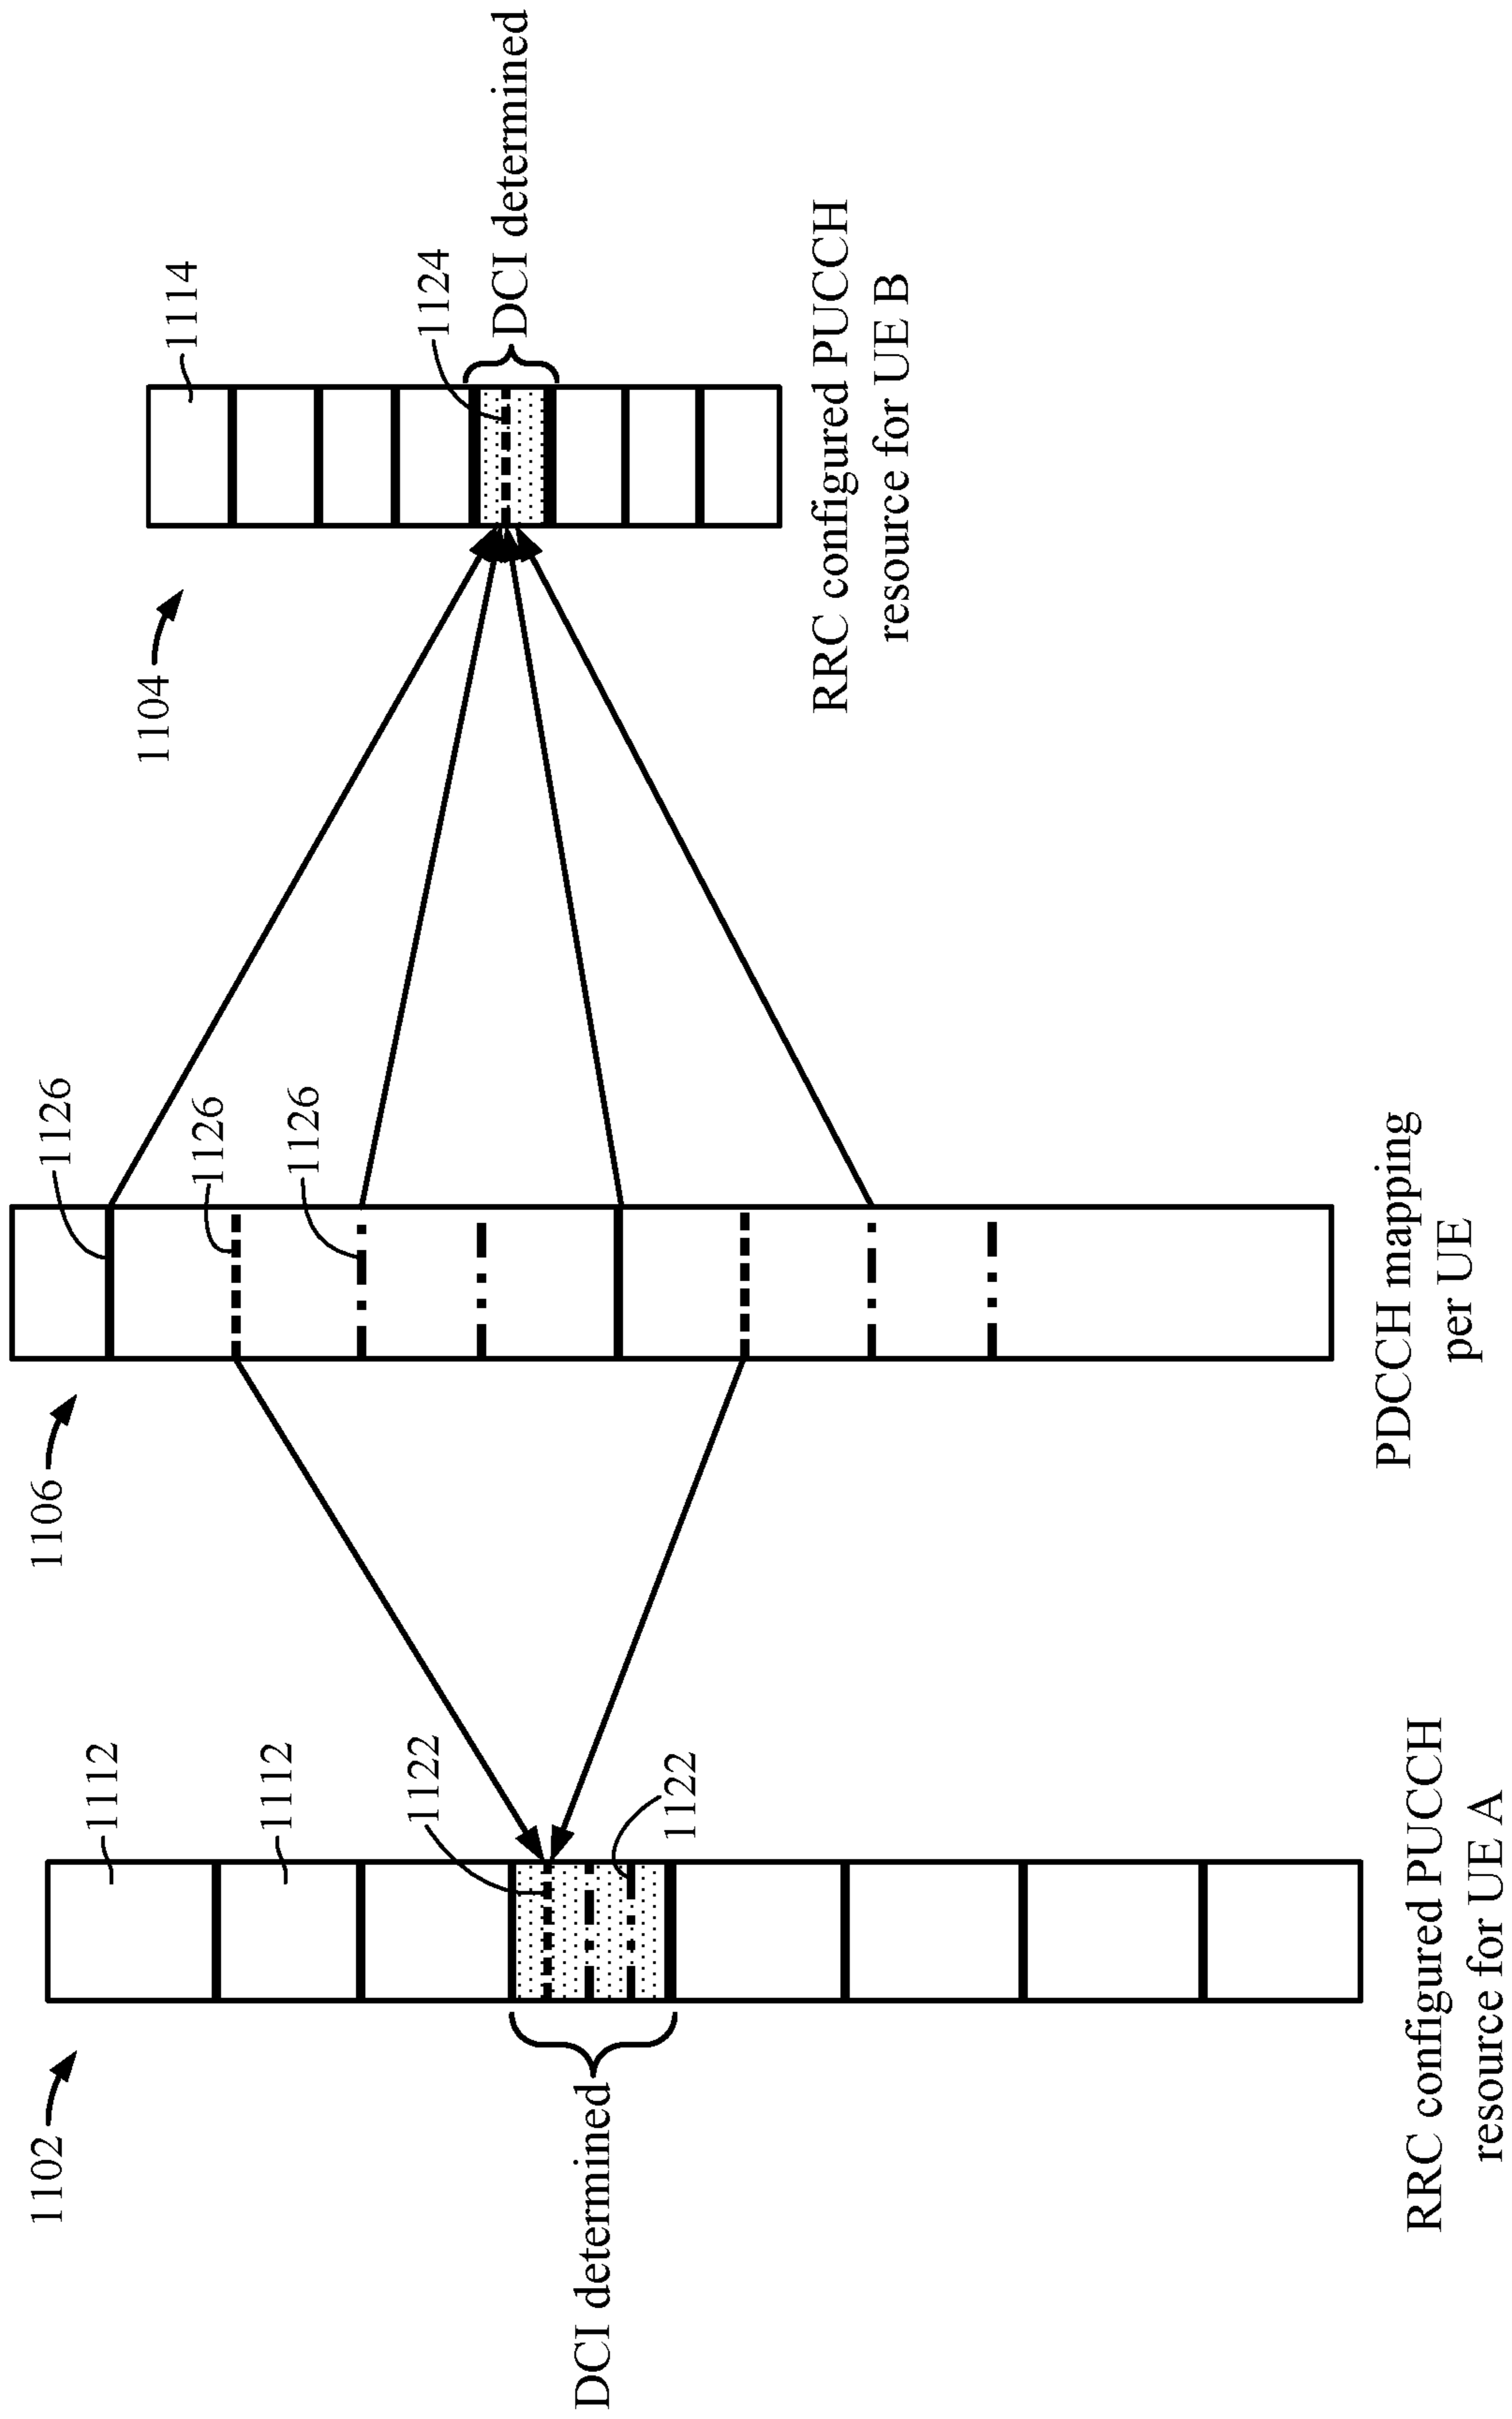 1102
1112
1112
1122
1122
DCI determined
RRC configured PUCCH
resource for UE A
1106
1126
1126
1126
PDCCH mapping
per UE
1104
1114
1124
DCI determined
RRC configured PUCCH
resource for UE B